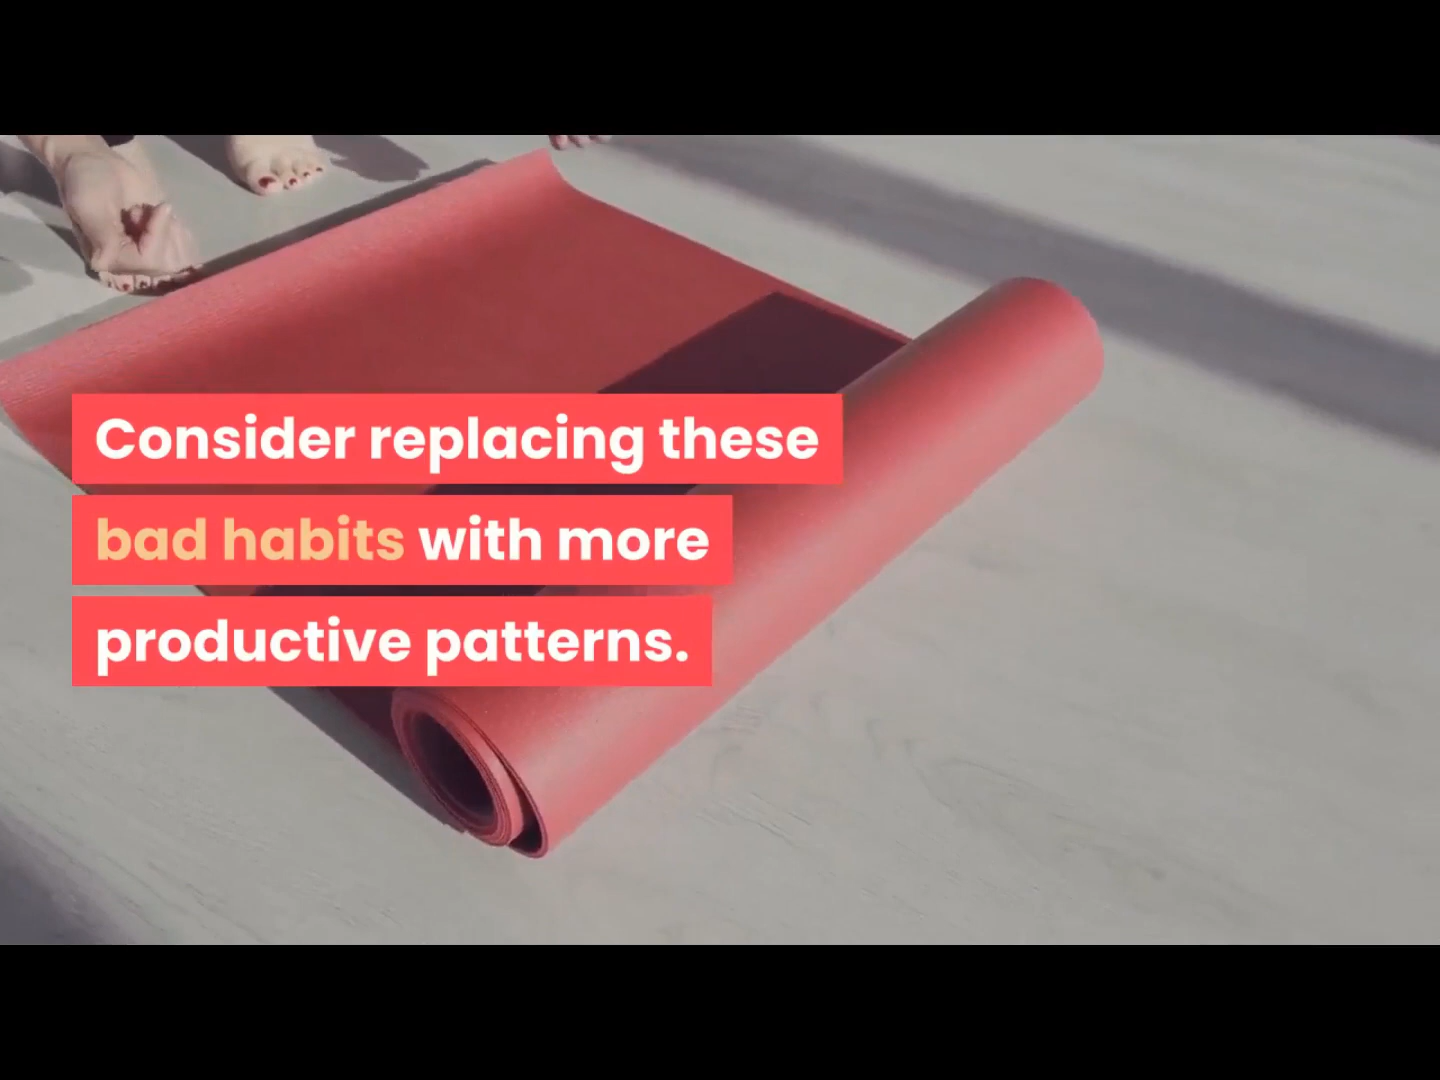 Consider replacing these
bad habits with more
productive patterns.